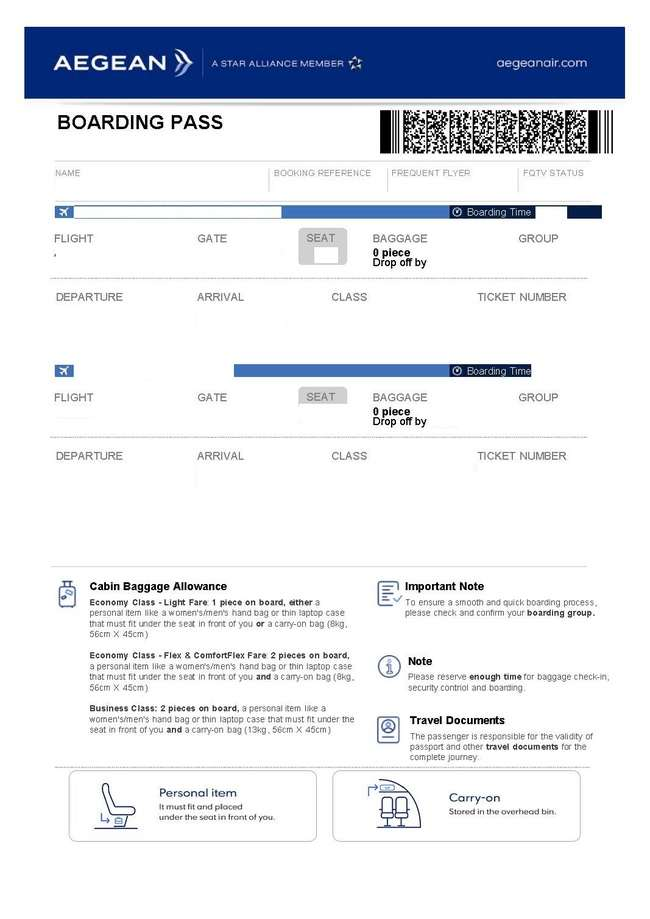 AEGEAN A STAR ALLIANCE MEMBER aegeanair.com
BOARDING PASS
NAME BOOKING REFERENCE FREQUENT FLYER FQTV STATUS
Boarding Time
FLIGHT GATE SEAT BAGGAGE GROUP
0 piece
Drop off by
DEPARTURE ARRIVAL CLASS TICKET NUMBER
Boarding Time
FLIGHT GATE SEAT BAGGAGE GROUP
0 piece
Drop off by
DEPARTURE ARRIVAL CLASS TICKET NUMBER
Cabin Baggage Allowance
Economy Class - Light Fare: 1 piece on board, either a
personal item like a women's/men's hand bag or thin laptop case
that must fit under the seat in front of you or a carry-on bag (8kg,
56cm X 45cm)
Economy Class - Flex & ComfortFlex Fare: 2 pieces on board,
a personal item like a women's/men's hand bag or thin laptop case
that must fit under the seat in front of you and a carry-on bag (8kg,
56cm X 45cm)
Business Class: 2 pieces on board, a personal item like a
women's/men's hand bag or thin laptop case that must fit under the
seat in front of you and a carry-on bag (13kg, 56cm X 45cm)
Important Note
To ensure a smooth and quick boarding process,
please check and confirm your boarding group.
Note
Please reserve enough time for baggage check-in,
security control and boarding.
Travel Documents
The passenger is responsible for the validity of
passport and other travel documents for the
complete journey.
Personal item
It must fit and placed
under the seat in front of you.
Carry-on
Stored in the overhead bin.